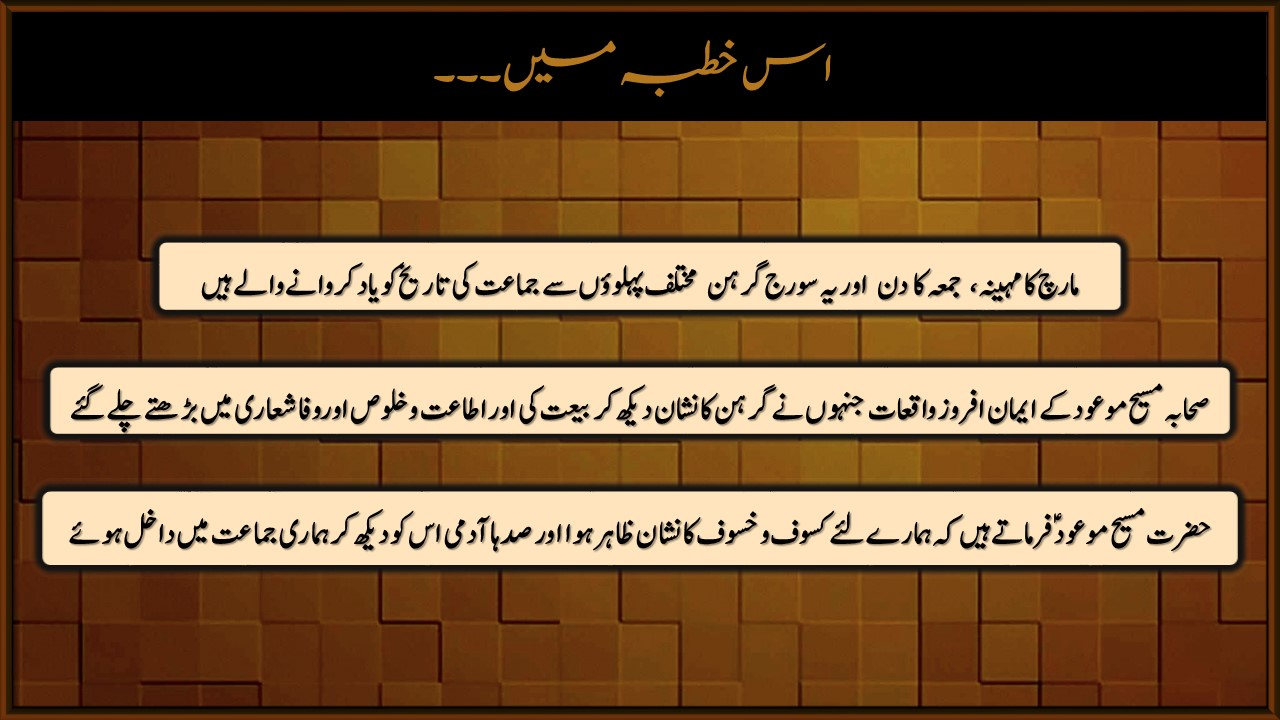 اس خطبہ میں۔۔۔
مارچ کا مہینہ، جمعہ کا دن اور یہ سورج گرہن مختلف پہلوؤں سے جماعت کی تاریخ کو یاد کروانے والے ہیں
صحابہ مسیح موعود کے ایمان افروز واقعات جنہوں نے گرہن کا نشان دیکھ کر بیعت کی اور اطاعت و خلوص اور وفا شعاری میں بڑھتے چلے گئے
حضرت مسیح موعودؑ فرماتے ہیں کہ ہمارے لئے کسوف و خسوف کا نشان ظاہر ہوا اور صدہا آدمی اس کو دیکھ کر ہماری جماعت میں داخل ہوئے